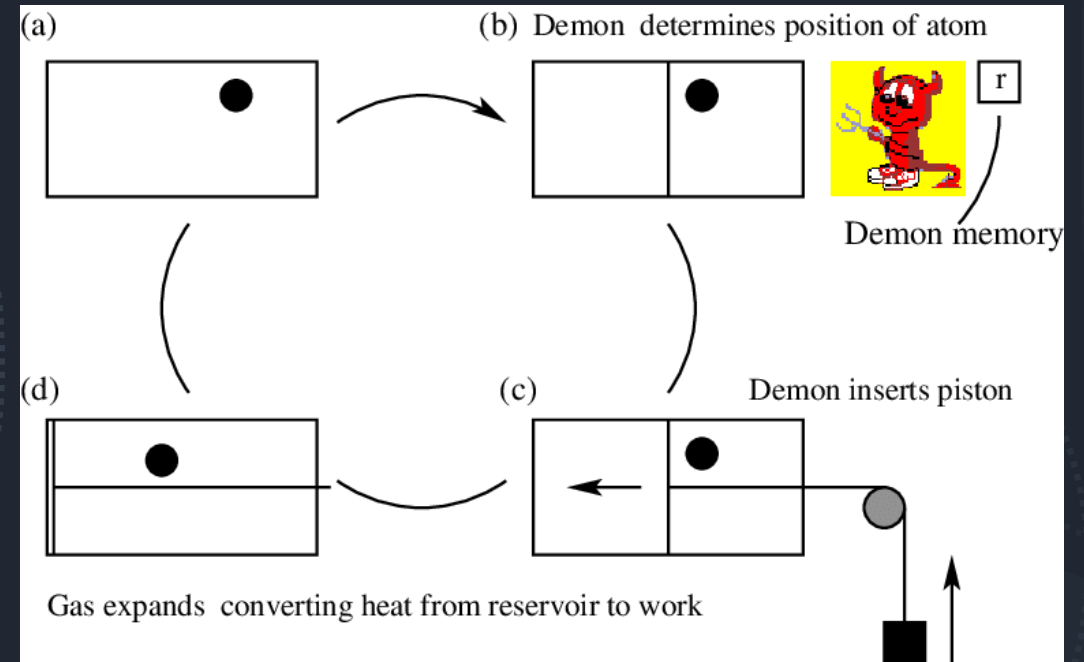 (a)
(b) Demon determines position of atom
r
Demon memory
(d)
(c)
Demon inserts piston
Gas expands converting heat from reservoir to work